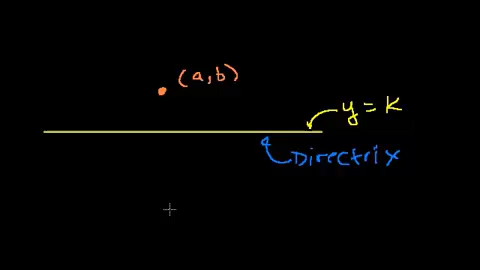 (a,b)
y = k
Directrix